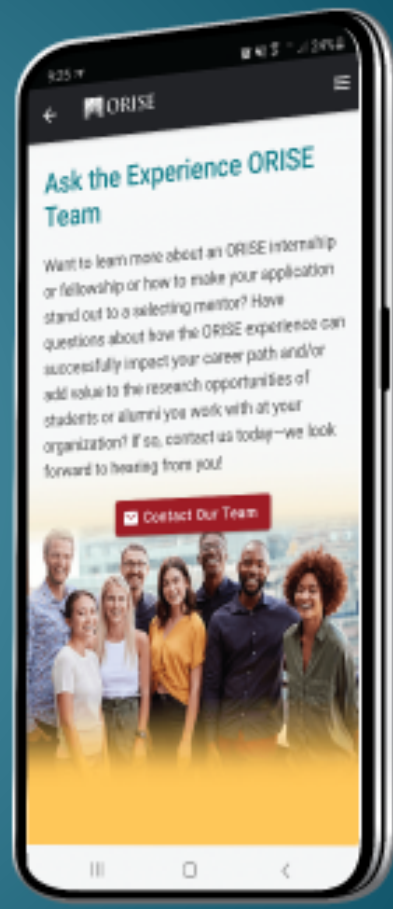 9:35
24%
ORISE
Ask the Experience ORISE
Team
Want to learn more about an ORISE internship
or fellowship or how to make your application
stand out to a selecting mentor? Have
questions about how the ORISE experience can
successfully impact your career path and/or
add value to the research opportunities of
students or alumni you work with at your
organization? If so, contact us today—we look
forward to hearing from you!
Contact Our Team